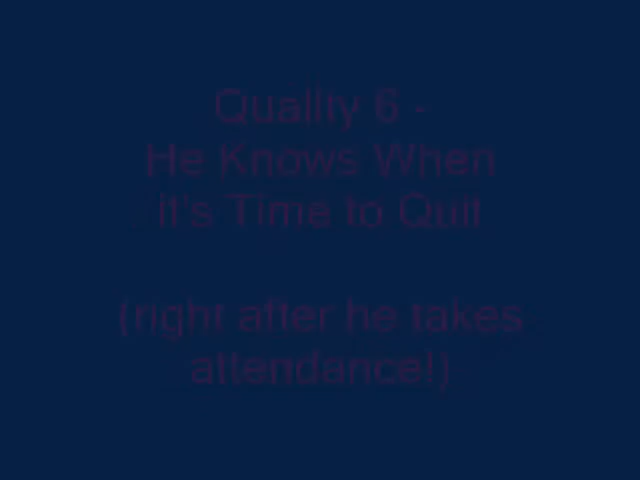 Quality 6 -
He Knows When
it's Time to Quit
(right after he takes
attendance!)